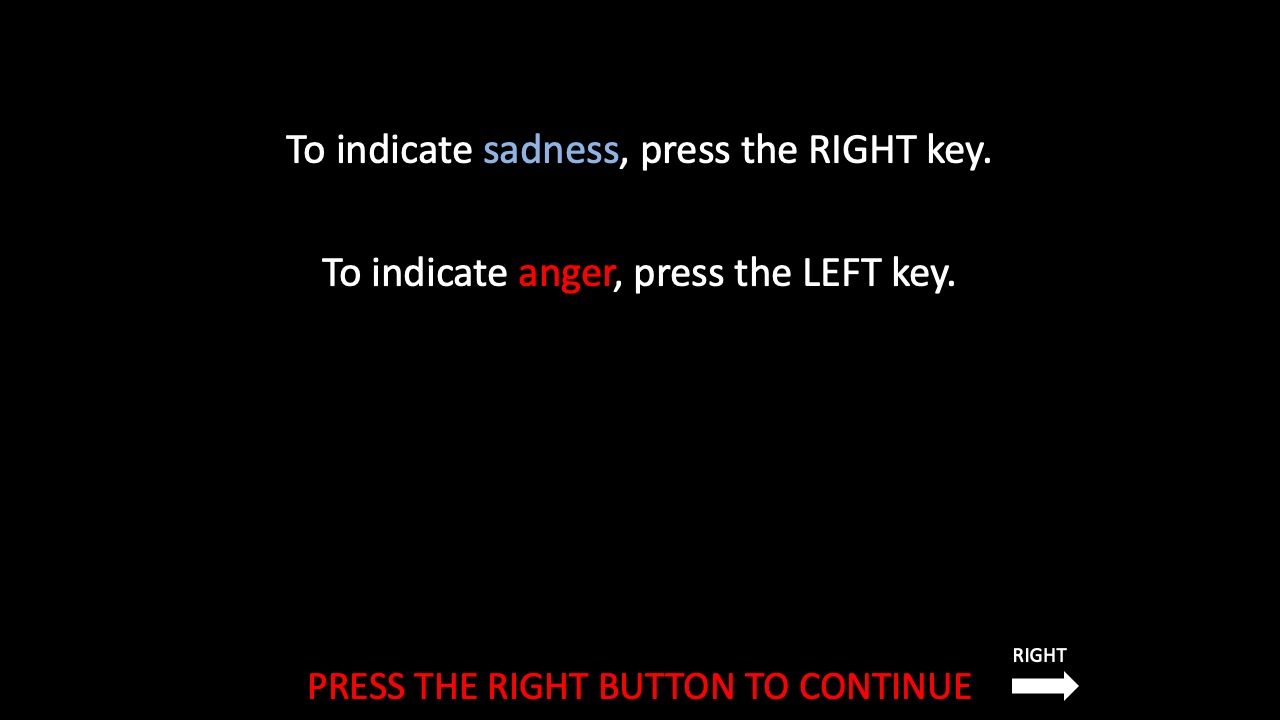 To indicate sadness, press the RIGHT key.
To indicate anger, press the LEFT key.
RIGHT
PRESS THE RIGHT BUTTON TO CONTINUE